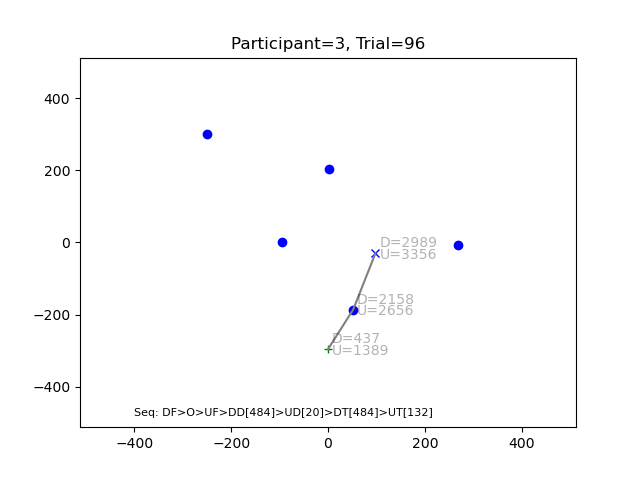 Participant=3, Trial=96
400
200
0
−200
−400
D=2989
U=3356
D=2158
U=2656
D=437
U=1389
Seq: DF>O>UF>DD[484]>UD[20]>DT[484]>UT[132]
−400 −200 0 200 400